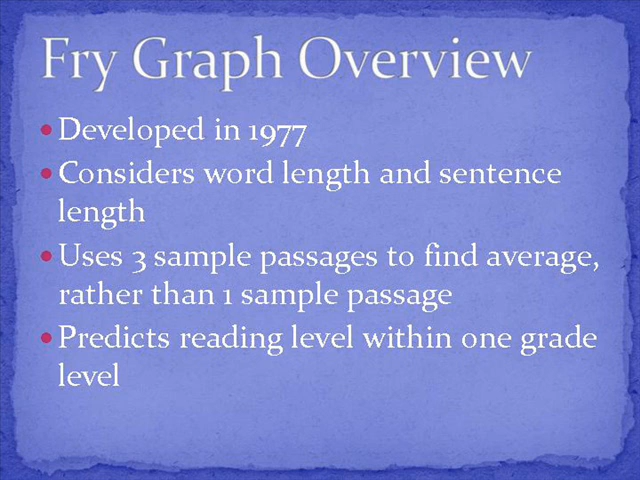 Fry Graph Overview
• Developed in 1977
• Considers word length and sentence
length
• Uses 3 sample passages to find average,
rather than 1 sample passage
• Predicts reading level within one grade
level